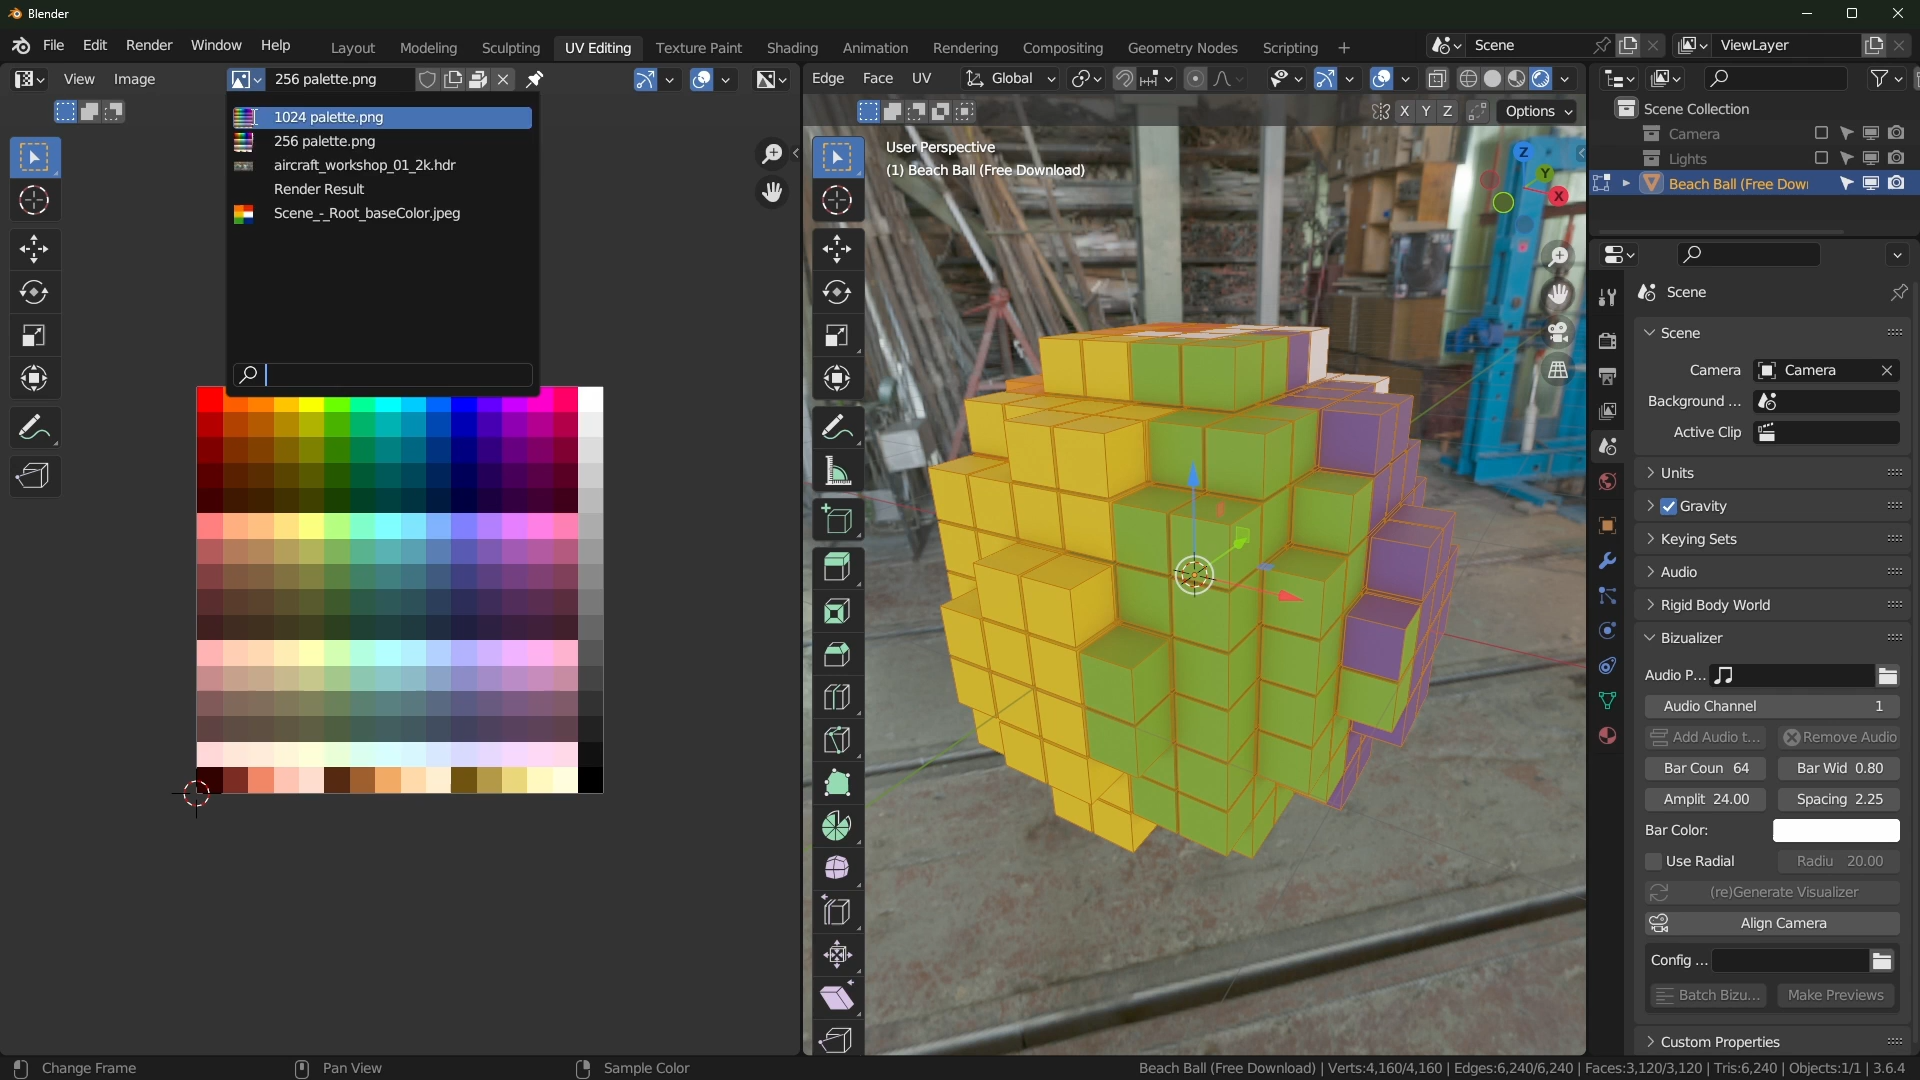 Blender
File Edit Render Window Help
Layout Modeling Sculpting UV Editing Texture Paint Shading Animation Rendering Compositing Geometry Nodes Scripting +
Scene
ViewLayer
View Image
256 palette.png
Edge Face UV
Global
1024 palette.png
256 palette.png
aircraft_workshop_01_2k.hdr
Render Result
Scene_-_Root_baseColor.jpeg
X Y Z
Options
User Perspective
(1) Beach Ball (Free Download)
Z
Y
X
Scene Collection
Camera
Lights
Beach Ball (Free Dow
Scene
Scene
Camera
Camera
Background ...
Active Clip
Units
Gravity
Keying Sets
Audio
Rigid Body World
Bizualizer
Audio P...
Audio Channel 1
Add Audio t...
Remove Audio
Bar Coun 64
Bar Wid 0.80
Amplit 24.00
Spacing 2.25
Bar Color:
Use Radial
Radiu 20.00
(re)Generate Visualizer
Align Camera
Config ...
Batch Bizu...
Make Previews
Custom Properties
Change Frame
Pan View
Sample Color
Beach Ball (Free Download) | Verts:4,160/4,160 | Edges:6,240/6,240 | Faces:3,120/3,120 | Tris:6,240 | Objects:1/1 | 3.6.4